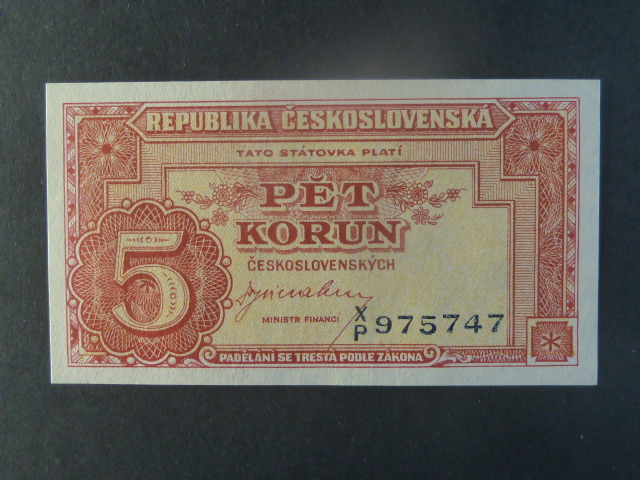 REPUBLIKA ČESKOSLOVENSKÁ
TATO STÁTOVKA PLATÍ
PĚT
KORUN
ČESKOSLOVENSKÝCH
5
MINISTR FINANCÍ
X/P 975747
PADĚLÁNÍ SE TRESTÁ PODLE ZÁKONA